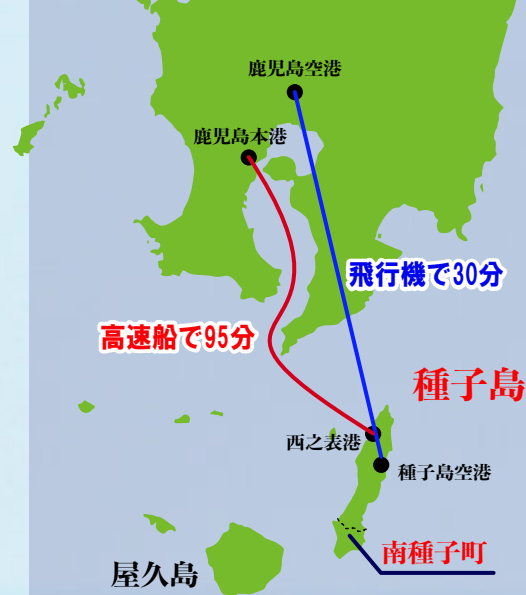 鹿児島空港
鹿児島本港
飛行機で30分
高速船で95分
種子島
西之表港
種子島空港
南種子町
屋久島